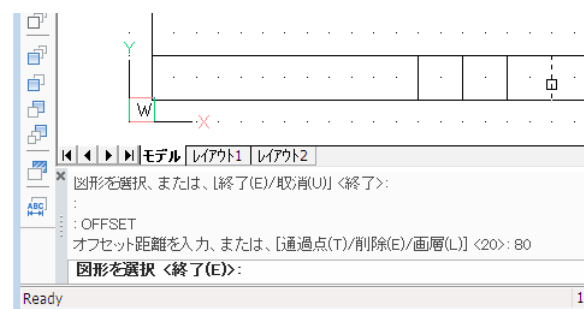 Y
W
X
モデル レイアウト1 レイアウト2
図形を選択、または、[終了(E)/取消(U)] <終了>:
:
: OFFSET
オフセット距離を入力、または、[通過点(T)/削除(E)/画層(L)] <20>: 80
図形を選択 <終了(E)>:
ABC
Ready
1